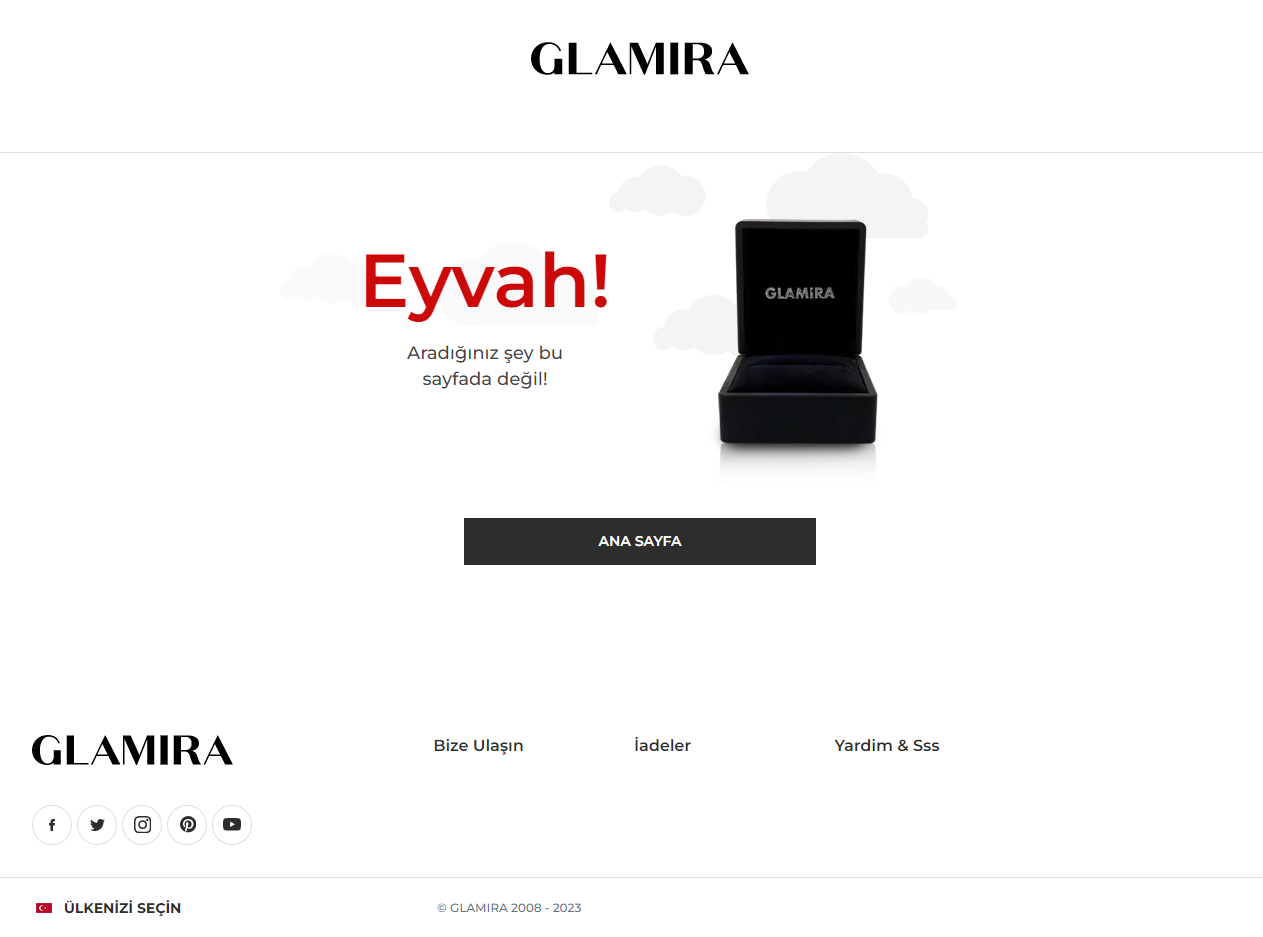 GLAMIRA
Eyvah!
Aradığınız şey bu
sayfada değil!
GLAMIRA
ANA SAYFA
GLAMIRA
Bize Ulaşın
İadeler
Yardim & Sss
ÜLKENİZİ SEÇİN
© GLAMIRA 2008 - 2023